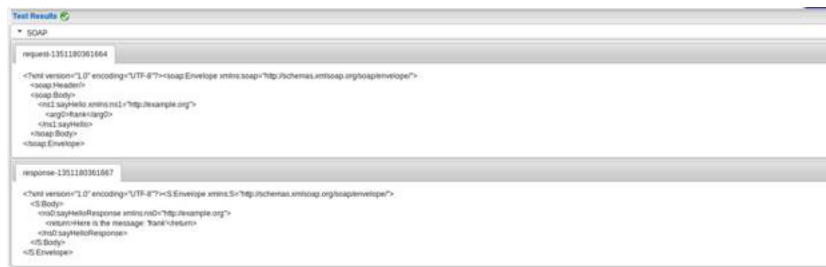 Test Results
SOAP
request-1351180361664
<?xml version="1.0" encoding="UTF-8"?><soap:Envelope xmlns:soap="http://schemas.xmlsoap.org/soap/envelope/">
<soap:Header/>
<soap:Body>
<ns1:sayHello xmlns:ns1="http://example.org">
<arg0>frank</arg0>
</ns1:sayHello>
</soap:Body>
</soap:Envelope>
response-1351180361667
<?xml version="1.0" encoding="UTF-8"?><S:Envelope xmlns:S="http://schemas.xmlsoap.org/soap/envelope/">
<S:Body>
<ns0:sayHelloResponse xmlns:ns0="http://example.org">
<return>Here is the message: 'frank'</return>
</ns0:sayHelloResponse>
</S:Body>
</S:Envelope>